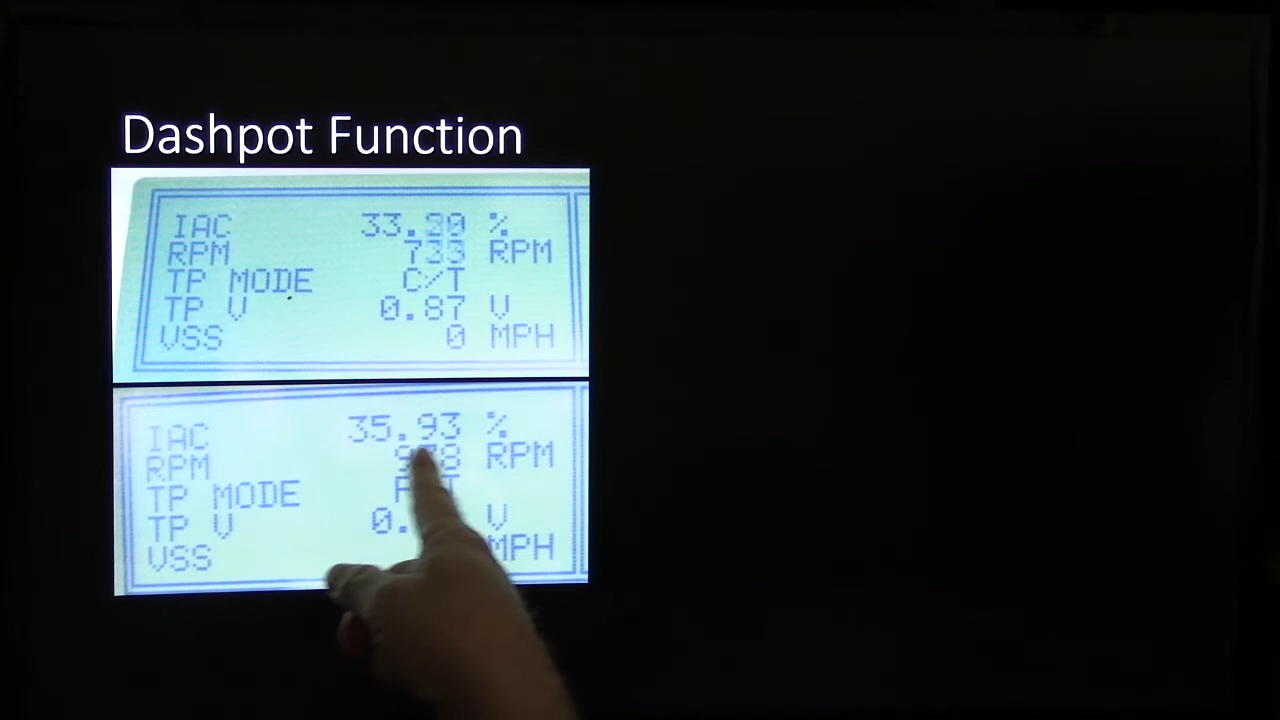 Dashpot Function
IAC 33.30 %
RPM 733 RPM
TP MODE C/T
TP V 0.87 V
VSS 0 MPH
IAC 35.93 %
RPM RPM
TP MODE
TP V V
VSS MPH